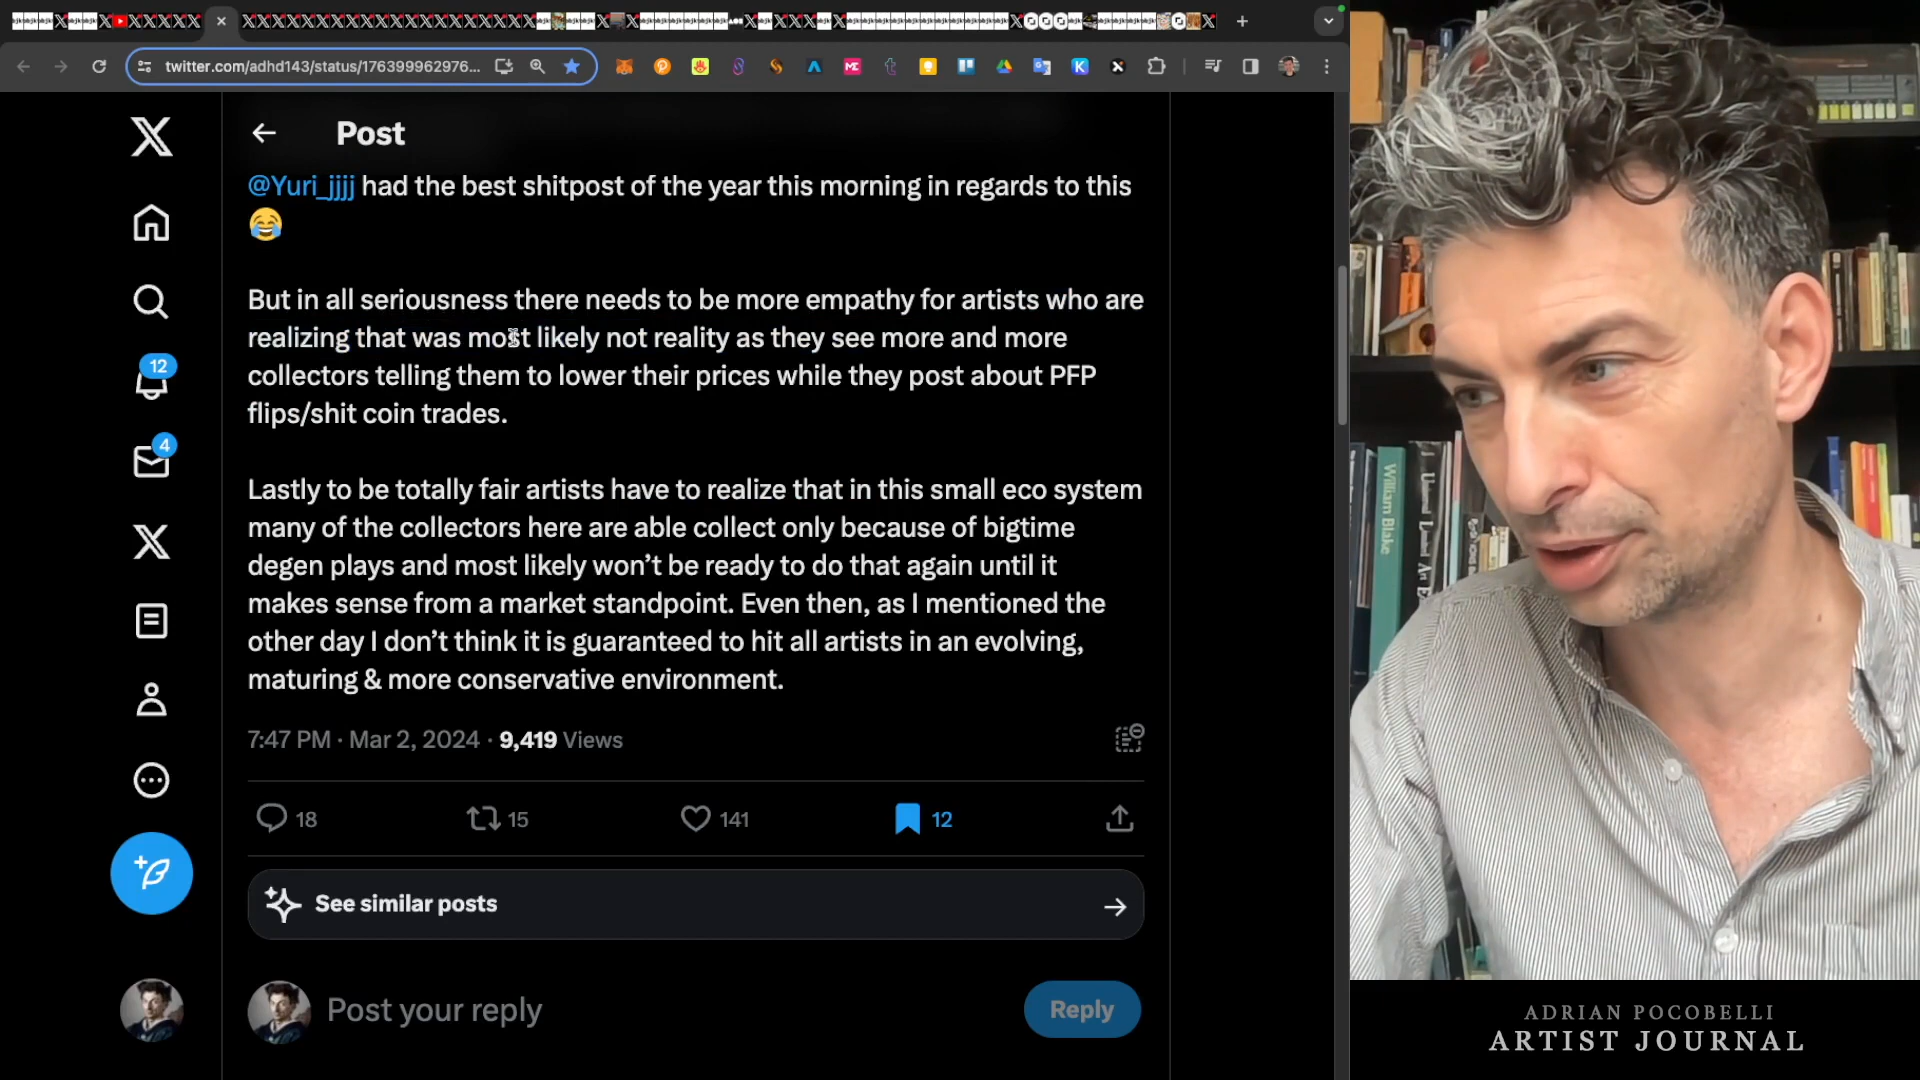 twitter.com/adhd143/status/176399962976...
Post
@Yuri_jjjj had the best shitpost of the year this morning in regards to this
😂
But in all seriousness there needs to be more empathy for artists who are
realizing that was most likely not reality as they see more and more
collectors telling them to lower their prices while they post about PFP
flips/shit coin trades.
Lastly to be totally fair artists have to realize that in this small eco system
many of the collectors here are able collect only because of bigtime
degen plays and most likely won’t be ready to do that again until it
makes sense from a market standpoint. Even then, as I mentioned the
other day I don’t think it is guaranteed to hit all artists in an evolving,
maturing & more conservative environment.
7:47 PM · Mar 2, 2024 · 9,419 Views
18
15
141
12
See similar posts
Post your reply
Reply
12
4
William Blake
ADRIAN POCOBELLI
ARTIST JOURNAL